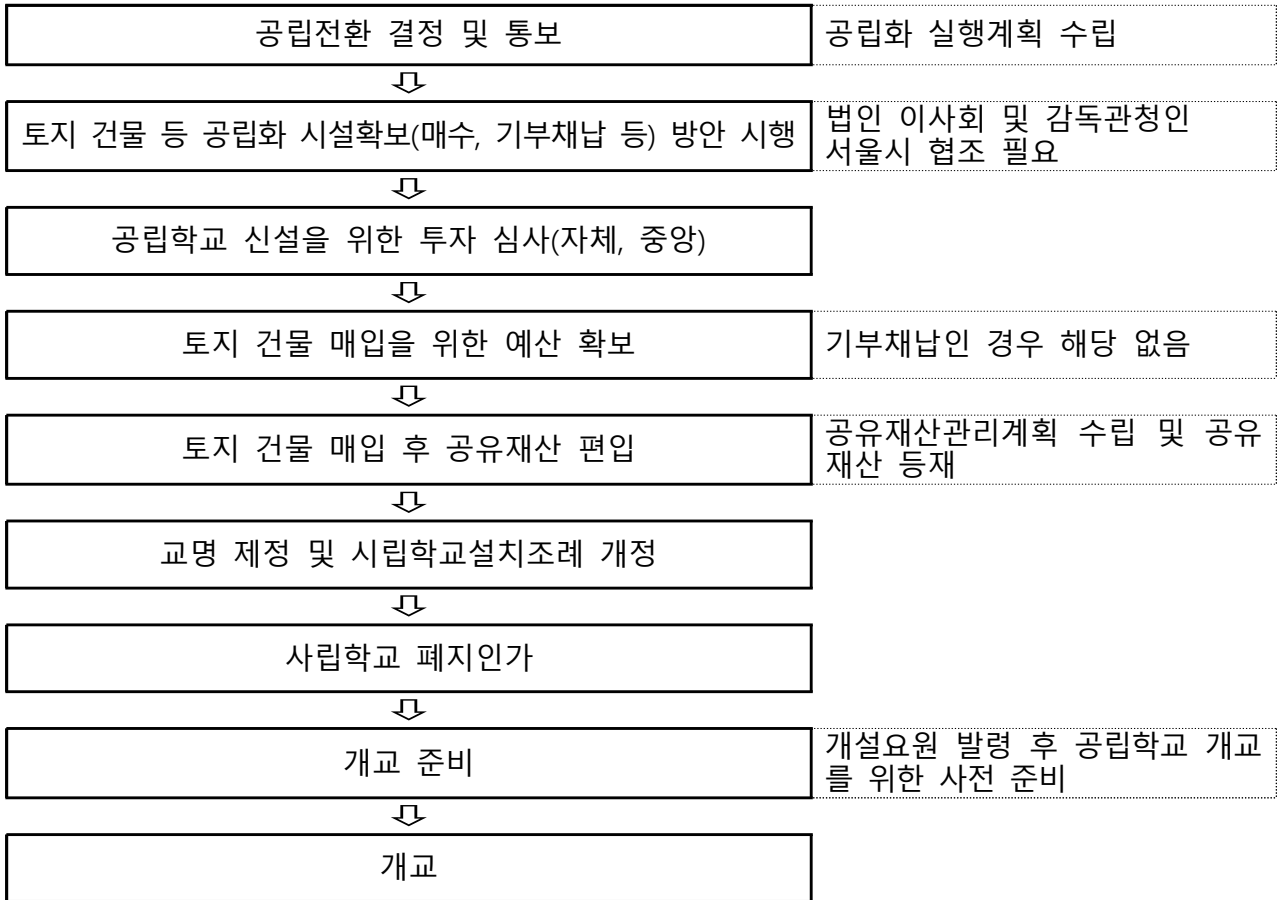 공립전환 결정 및 통보
공립화 실행계획 수립
토지 건물 등 공립화 시설확보(매수, 기부채납 등) 방안 시행
법인 이사회 및 감독관청인
서울시 협조 필요
공립학교 신설을 위한 투자 심사(자체, 중앙)
토지 건물 매입을 위한 예산 확보
기부채납인 경우 해당 없음
토지 건물 매입 후 공유재산 편입
공유재산관리계획 수립 및 공유
재산 등재
교명 제정 및 시립학교설치조례 개정
사립학교 폐지인가
개교 준비
개설요원 발령 후 공립학교 개교
를 위한 사전 준비
개교